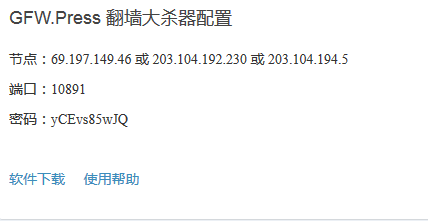 GFW.Press 翻墙大杀器配置
节点：69.197.149.46 或 203.104.192.230 或 203.104.194.5
端口：10891
密码：yCEvs85wJQ
软件下载 使用帮助